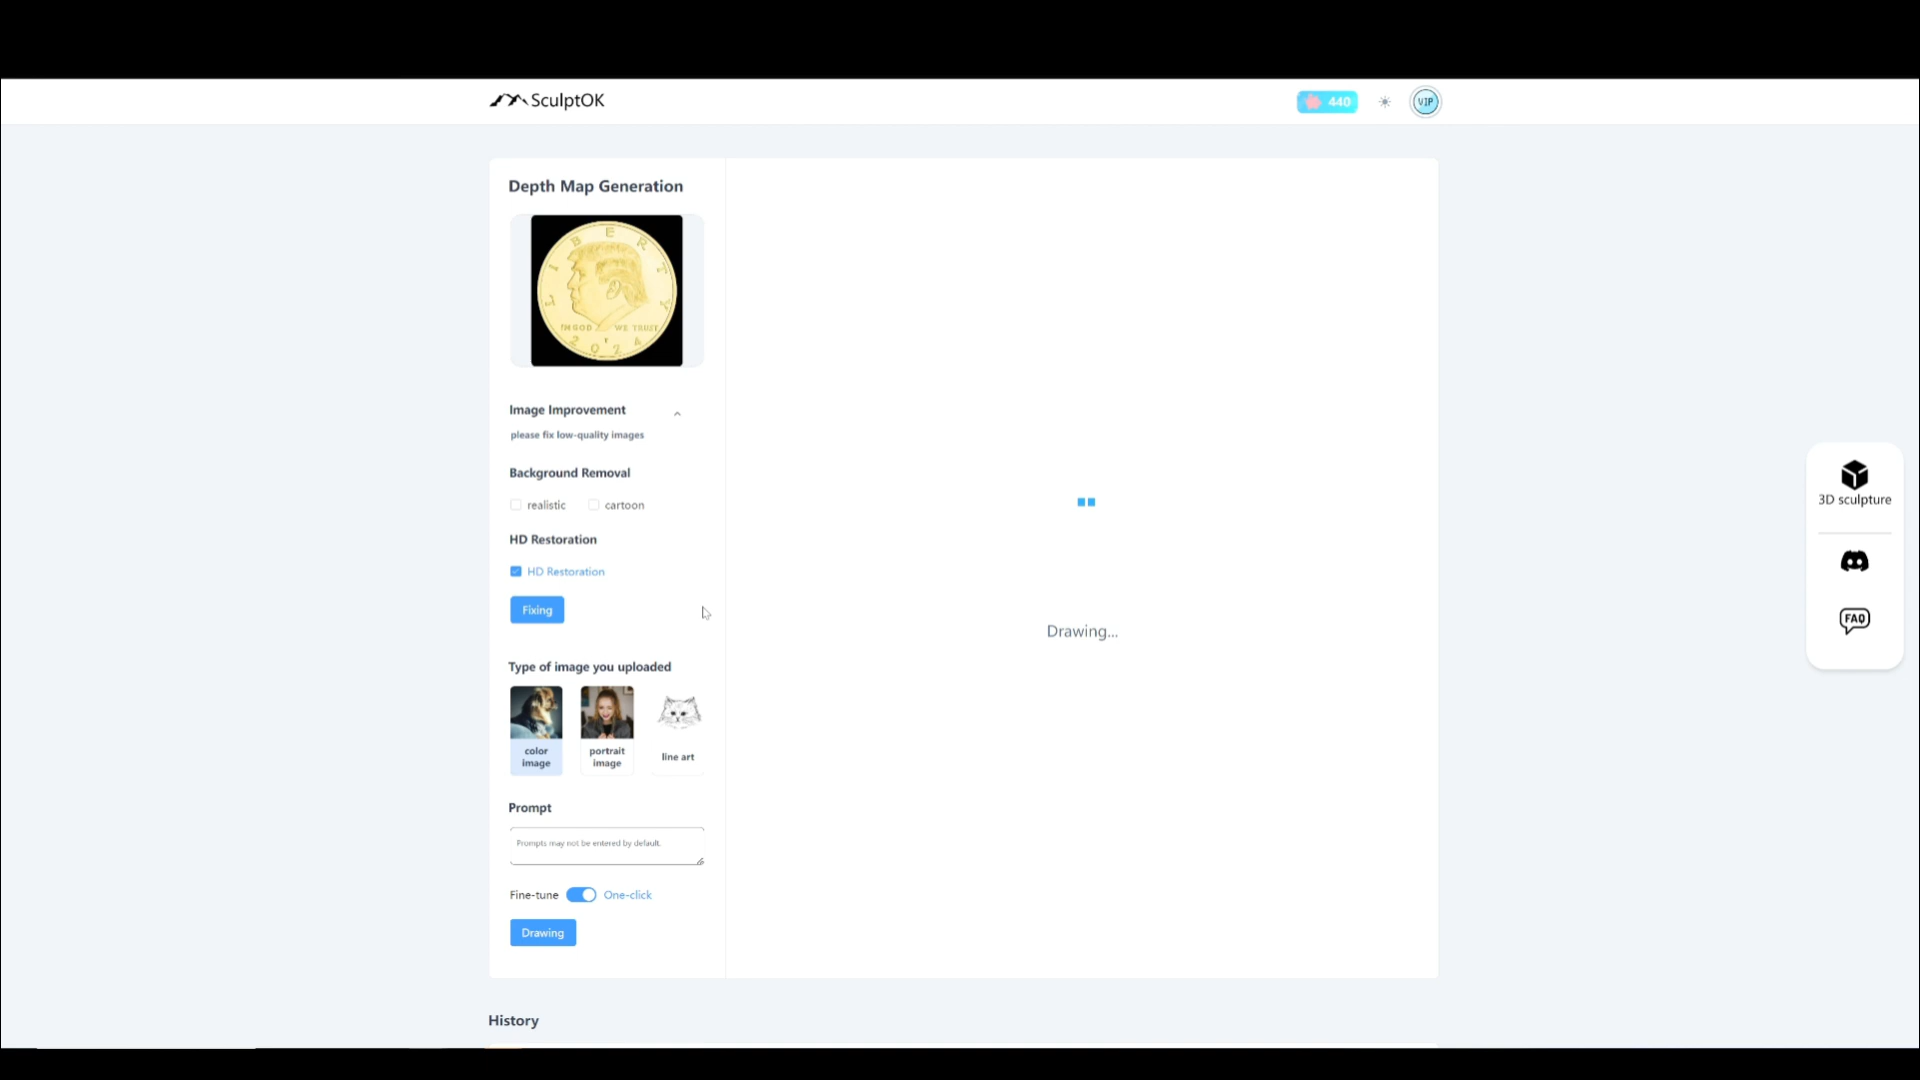 SculptOK
440
VIP
Depth Map Generation
LIBERTY
IN GOD WE TRUST
2024
Image Improvement
please fix low-quality images
Background Removal
realistic
cartoon
HD Restoration
HD Restoration
Fixing
Type of image you uploaded
color image
portrait image
line art
Prompt
Prompts may not be entered by default.
Fine-tune
One-click
Drawing
Drawing...
3D sculpture
FAQ
History